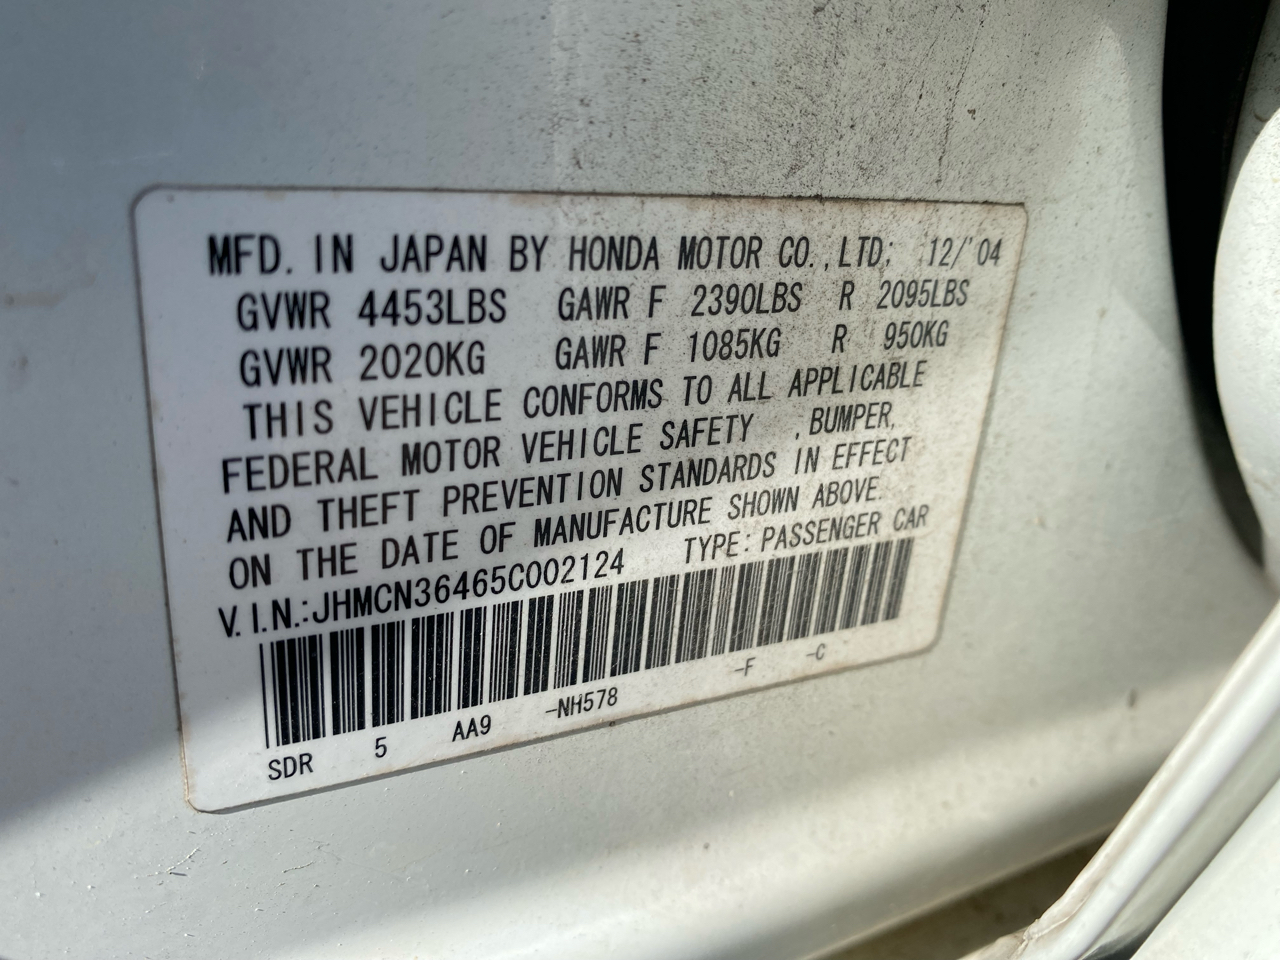 MFD. IN JAPAN BY HONDA MOTOR CO.,LTD; 12/'04
GVWR 4453LBS GAWR F 2390LBS R 2095LBS
GVWR 2020KG GAWR F 1085KG R 950KG
THIS VEHICLE CONFORMS TO ALL APPLICABLE
FEDERAL MOTOR VEHICLE SAFETY , BUMPER,
AND THEFT PREVENTION STANDARDS IN EFFECT
ON THE DATE OF MANUFACTURE SHOWN ABOVE.
V.I.N.:JHMCN36465C002124 TYPE: PASSENGER CAR
SDR 5 AA9 -NH578 -F -C